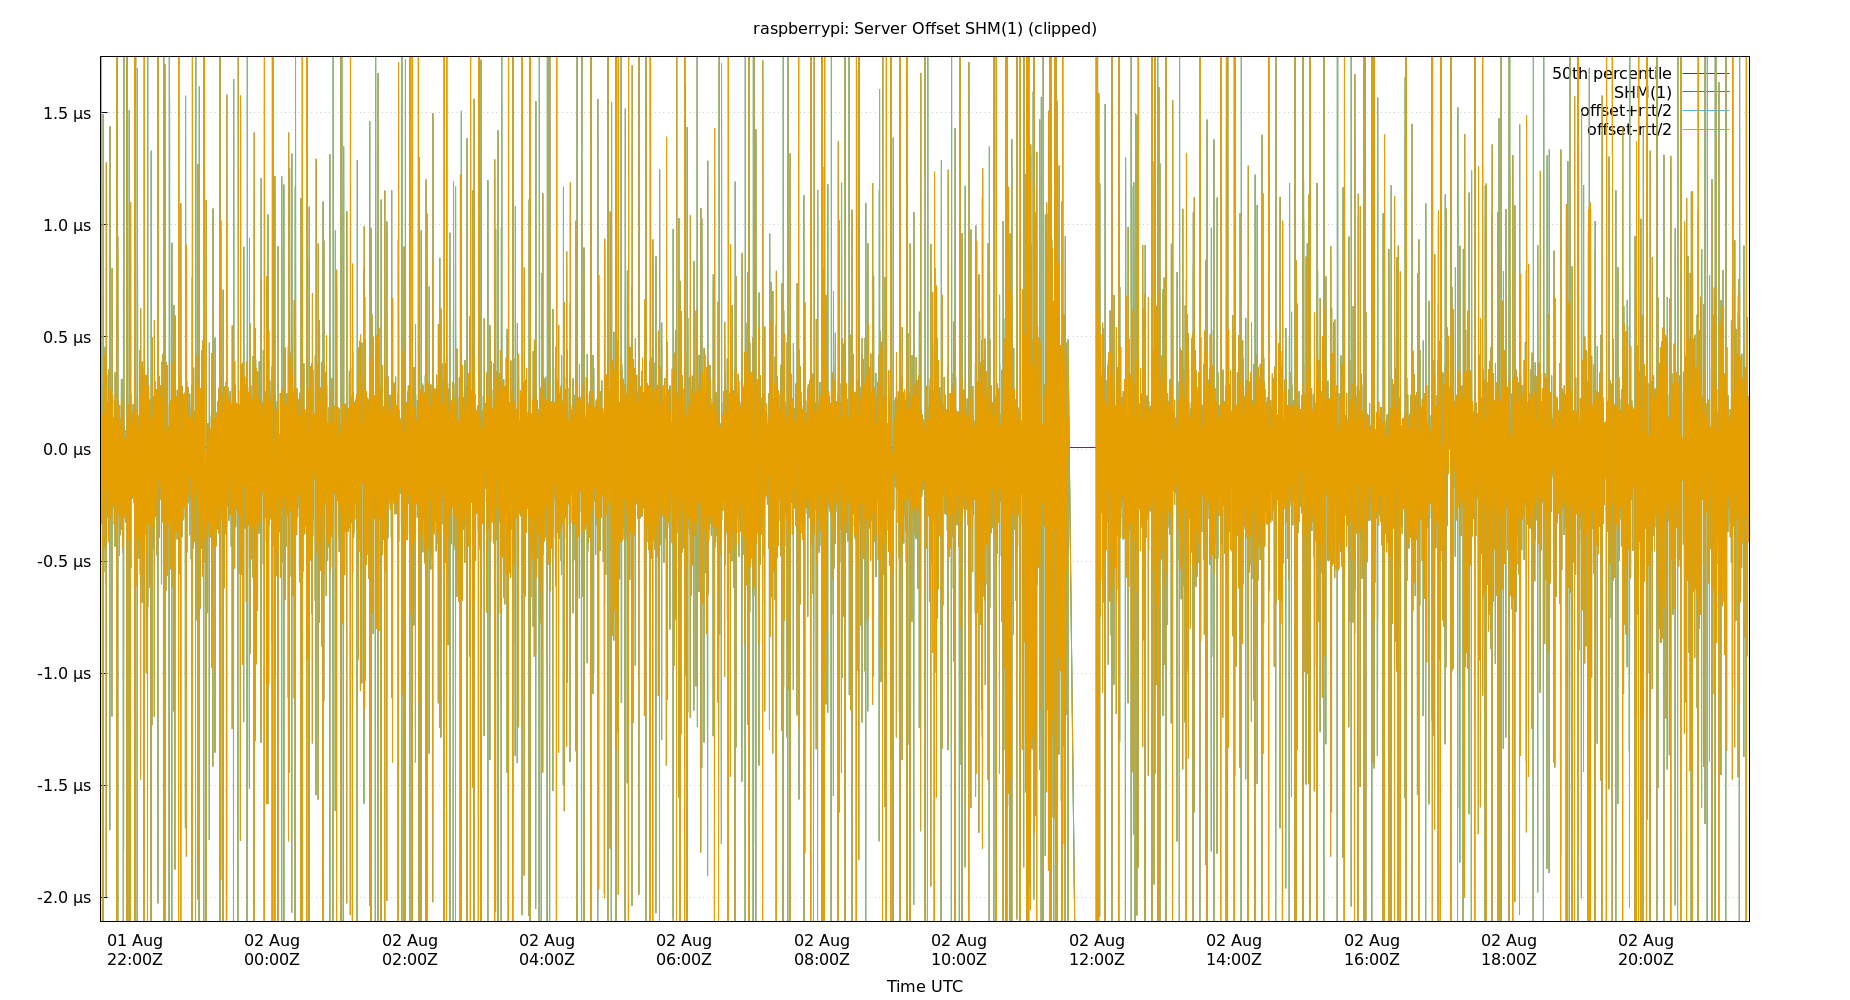 raspberrypi: Server Offset SHM(1) (clipped)
50th percentile
SHM(1)
offset+rtt/2
offset-rtt/2
1.5 µs
1.0 µs
0.5 µs
0.0 µs
-0.5 µs
-1.0 µs
-1.5 µs
-2.0 µs
01 Aug 02 Aug 02 Aug 02 Aug 02 Aug 02 Aug 02 Aug 02 Aug 02 Aug 02 Aug 02 Aug 02 Aug
22:00Z 00:00Z 02:00Z 04:00Z 06:00Z 08:00Z 10:00Z 12:00Z 14:00Z 16:00Z 18:00Z 20:00Z
Time UTC